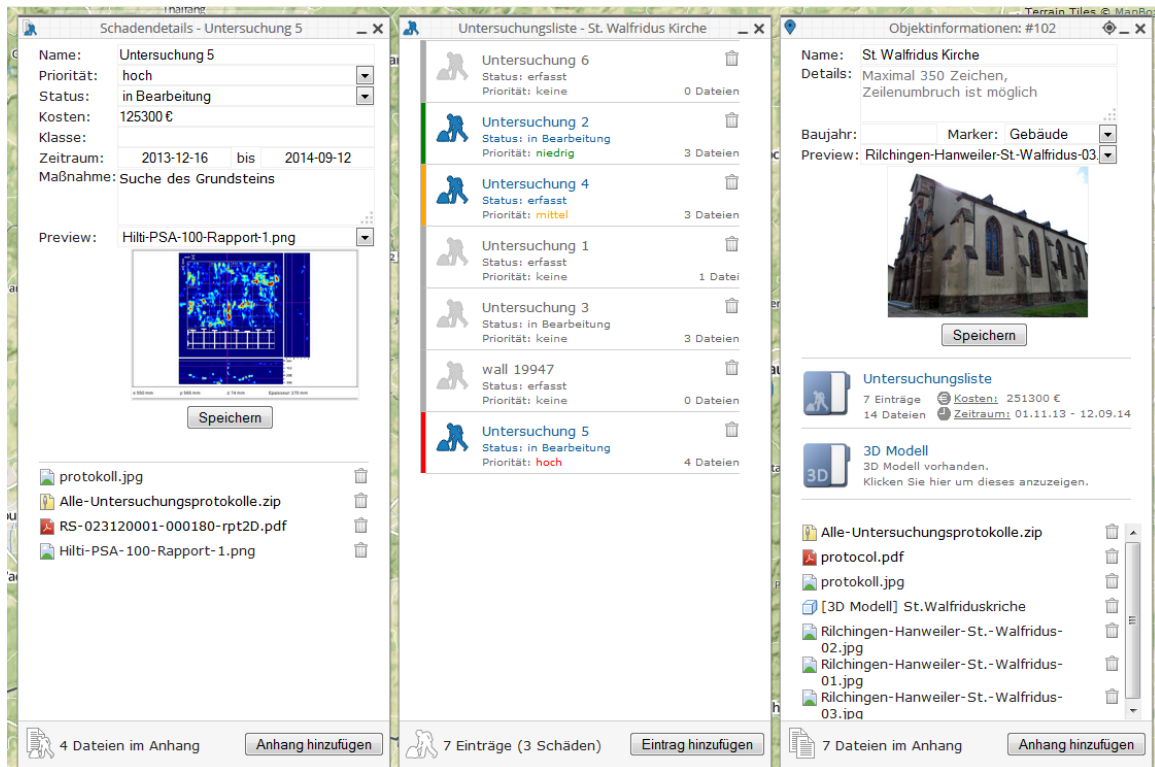 Thalfang
Terrain Tiles © MapBo
Schadendetails - Untersuchung 5
Name: Untersuchung 5
Priorität: hoch
Status: in Bearbeitung
Kosten: 125300 €
Klasse:
Zeitraum: 2013-12-16 bis 2014-09-12
Maßnahme: Suche des Grundsteins
Preview: Hilti-PSA-100-Rapport-1.png
Speichern
protokoll.jpg
Alle-Untersuchungsprotokolle.zip
RS-023120001-000180-rpt2D.pdf
Hilti-PSA-100-Rapport-1.png
4 Dateien im Anhang
Anhang hinzufügen
Untersuchungsliste - St. Walfridus Kirche
Untersuchung 6
Status: erfasst
Priorität: keine 0 Dateien
Untersuchung 2
Status: in Bearbeitung
Priorität: niedrig 3 Dateien
Untersuchung 4
Status: erfasst
Priorität: mittel 3 Dateien
Untersuchung 1
Status: erfasst
Priorität: keine 1 Datei
Untersuchung 3
Status: in Bearbeitung
Priorität: keine 3 Dateien
wall 19947
Status: erfasst
Priorität: keine 0 Dateien
Untersuchung 5
Status: in Bearbeitung
Priorität: hoch 4 Dateien
7 Einträge (3 Schäden)
Eintrag hinzufügen
Objektinformationen: #102
Name: St. Walfridus Kirche
Details: Maximal 350 Zeichen,
Zeilenumbruch ist möglich
Baujahr: Marker: Gebäude
Preview: Rilchingen-Hanweiler-St.-Walfridus-03.
Speichern
Untersuchungsliste
7 Einträge Kosten: 251300 €
14 Dateien Zeitraum: 01.11.13 - 12.09.14
3D
3D Modell
3D Modell vorhanden.
Klicken Sie hier um dieses anzuzeigen.
Alle-Untersuchungsprotokolle.zip
protocol.pdf
protokoll.jpg
[3D Modell] St.Walfriduskriche
Rilchingen-Hanweiler-St.-Walfridus-
02.jpg
Rilchingen-Hanweiler-St.-Walfridus-
01.jpg
Rilchingen-Hanweiler-St.-Walfridus-
03.jpg
7 Dateien im Anhang
Anhang hinzufügen